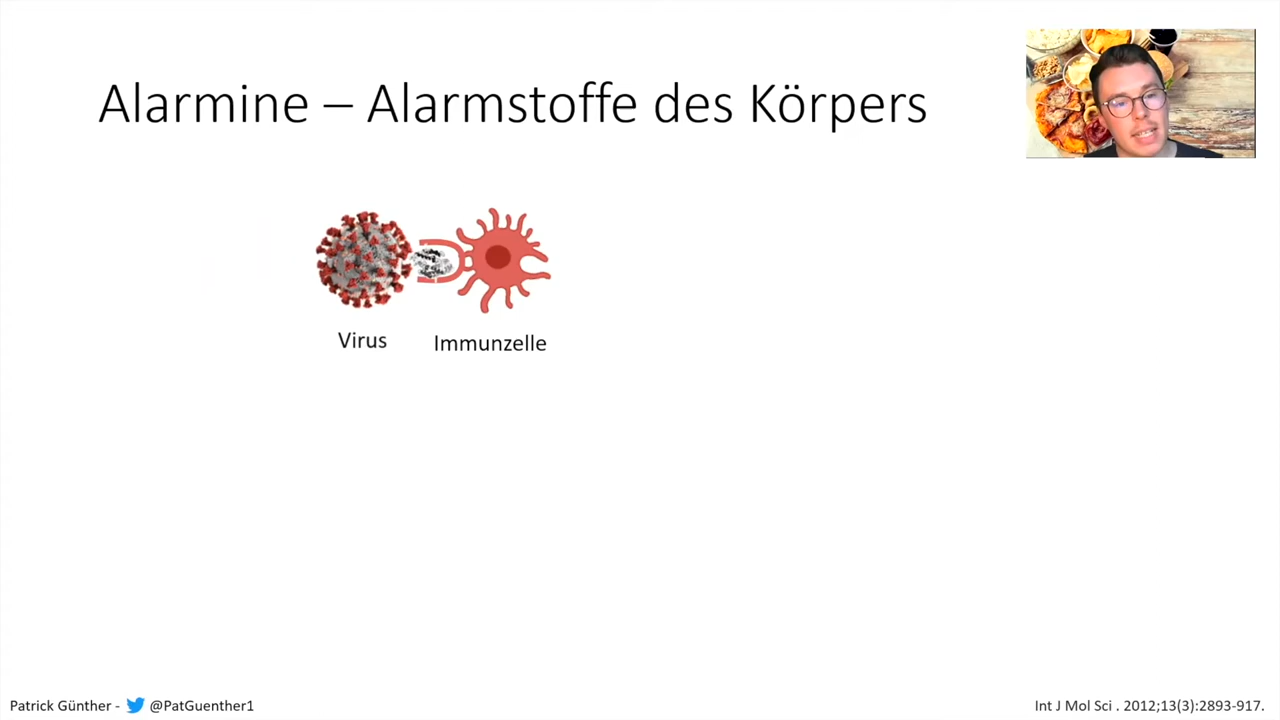 Alarmine – Alarmstoffe des Körpers
Virus
Immunzelle
Patrick Günther - @PatGuenther1
Int J Mol Sci . 2012;13(3):2893-917.